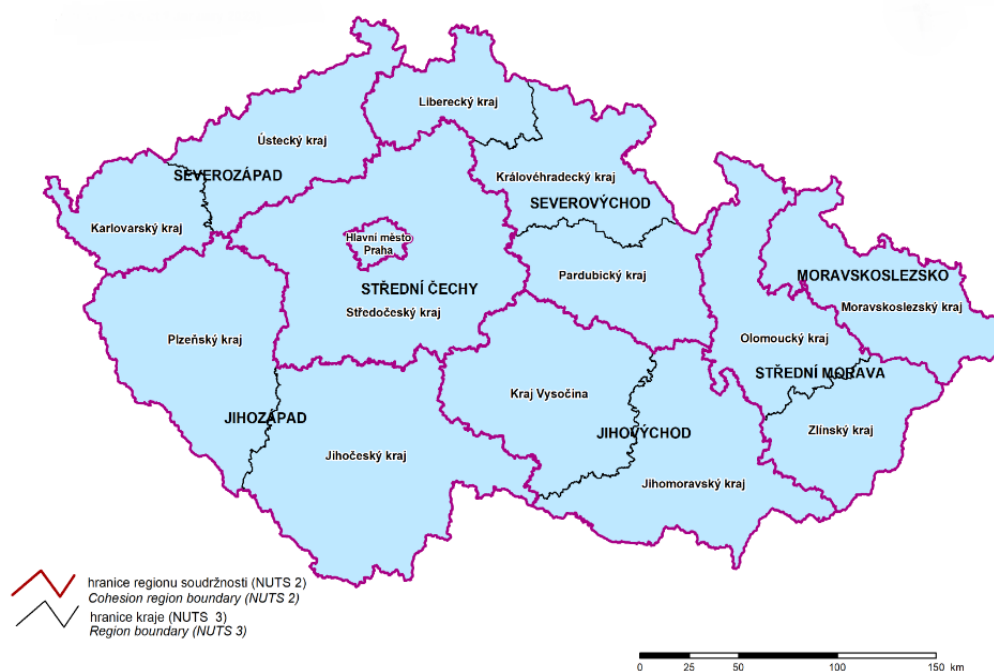 Liberecký kraj
Ústecký kraj
SEVEROZÁPAD
Královéhradecký kraj
SEVEROVÝCHOD
Karlovarský kraj
Hlavní město
Praha
Pardubický kraj
MORAVSKOSLEZSKO
STŘEDNÍ ČECHY
Středočeský kraj
Moravskoslezský kraj
Plzeňský kraj
Olomoucký kraj
STŘEDNÍ MORAVA
Kraj Vysočina
JIHOZÁPAD
JIHOVÝCHOD
Zlínský kraj
Jihočeský kraj
Jihomoravský kraj
hranice regionu soudržnosti (NUTS 2)
Cohesion region boundary (NUTS 2)
hranice kraje (NUTS 3)
Region boundary (NUTS 3)
0 25 50 100 150 km